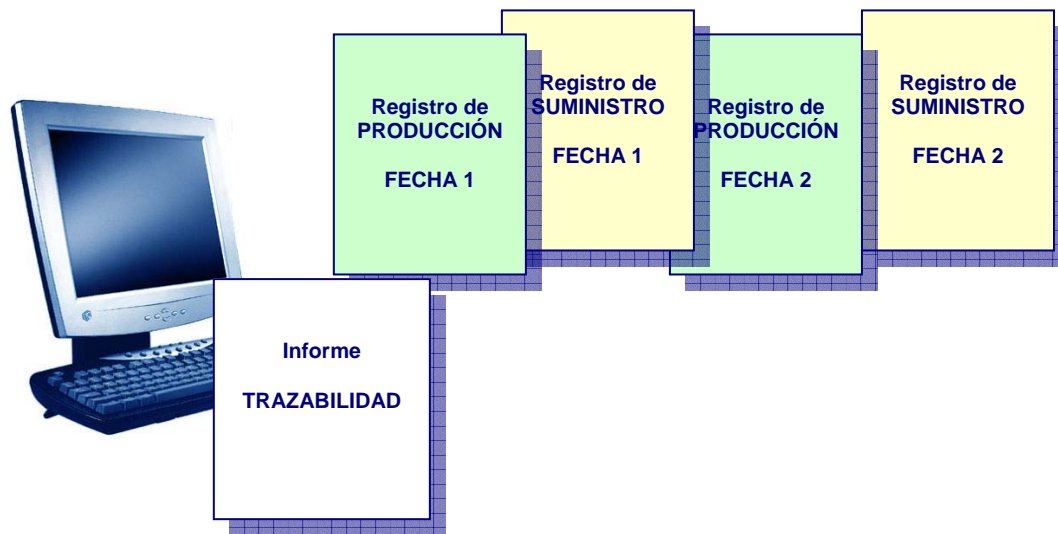 Registro de
PRODUCCIÓN
FECHA 1
Registro de
SUMINISTRO
FECHA 1
Registro de
PRODUCCIÓN
FECHA 2
Registro de
SUMINISTRO
FECHA 2
Informe
TRAZABILIDAD